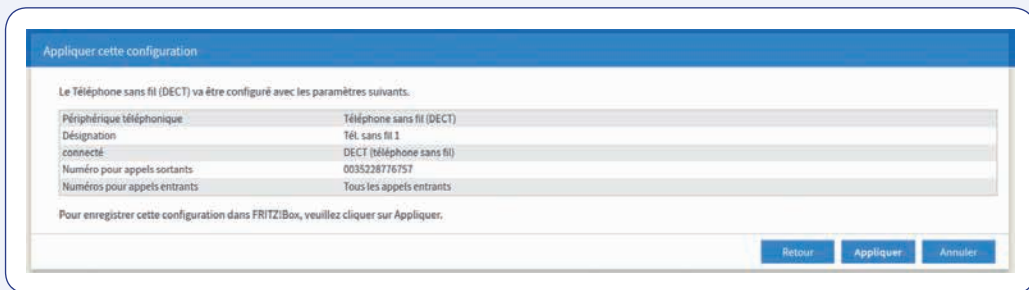 Appliquer cette configuration
Le Téléphone sans fil (DECT) va être configuré avec les paramètres suivants.
Périphérique téléphonique Téléphone sans fil (DECT)
Désignation Tél. sans fil 1
connecté DECT (téléphone sans fil)
Numéro pour appels sortants 0035228776757
Numéros pour appels entrants Tous les appels entrants
Pour enregistrer cette configuration dans FRITZ!Box, veuillez cliquer sur Appliquer.
Retour Appliquer Annuler